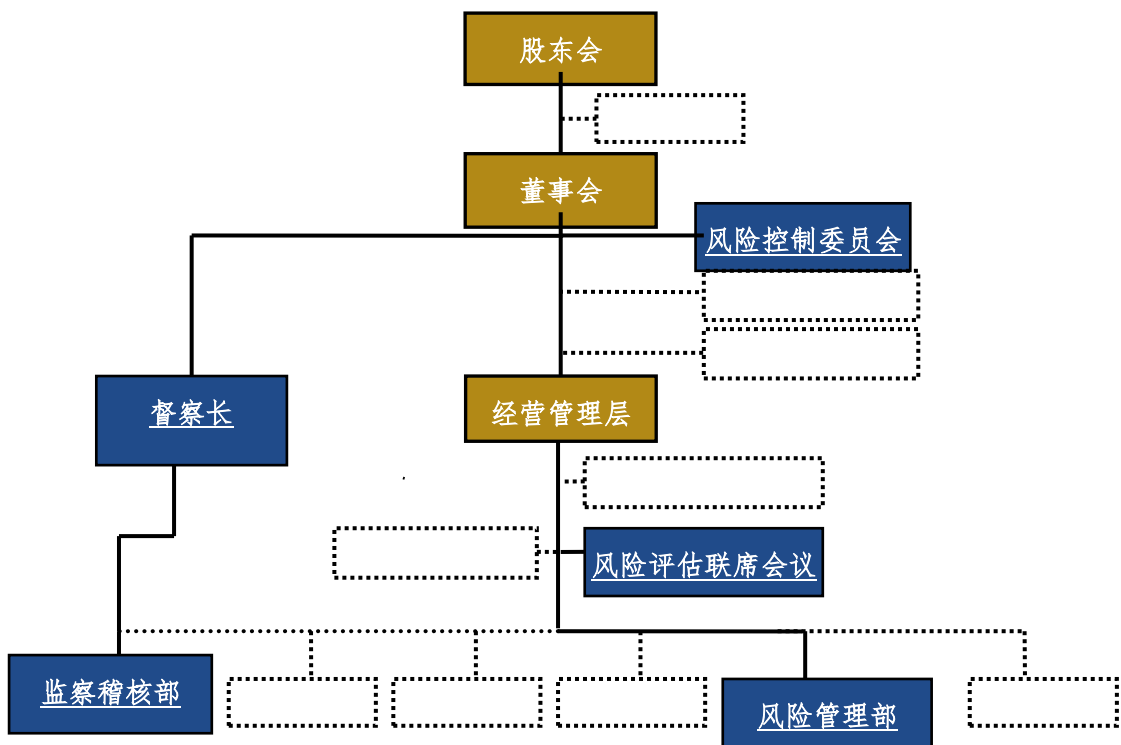 股东会
董事会
风险控制委员会
督察长
经营管理层
风险评估联席会议
监察稽核部
风险管理部